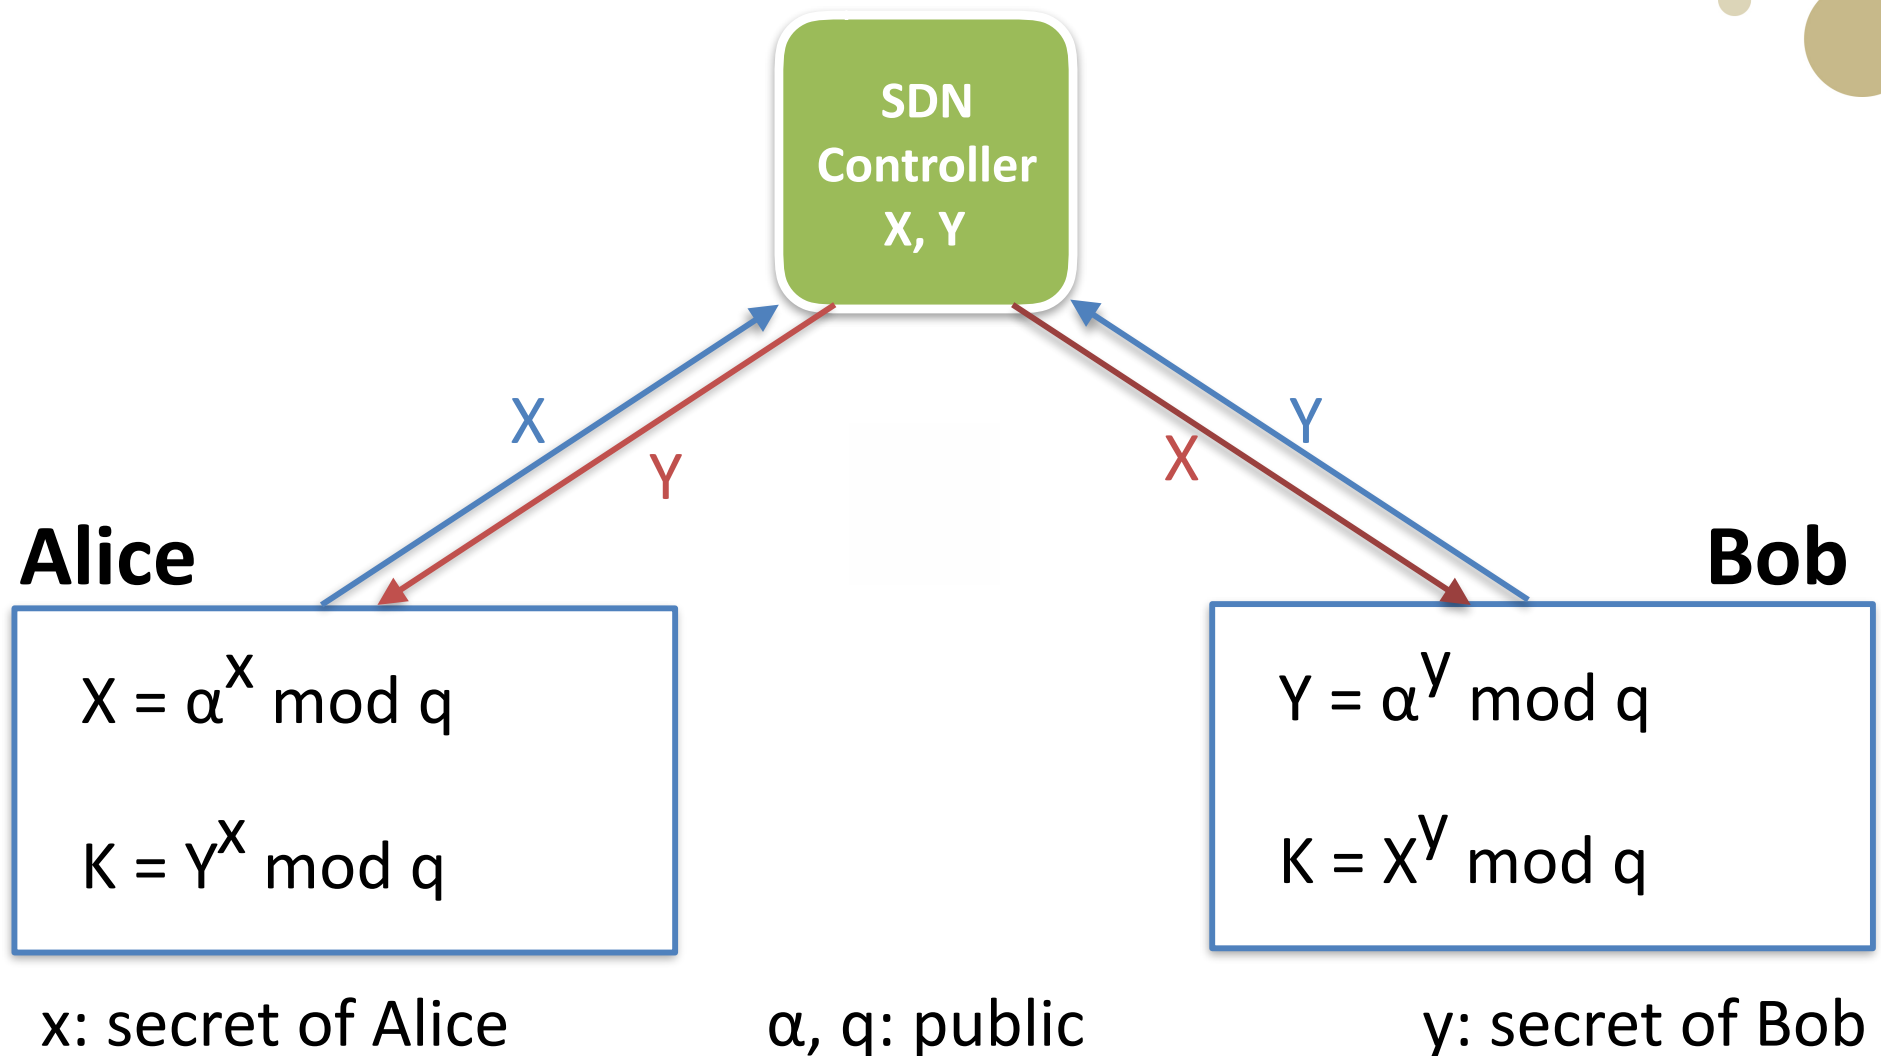 SDN
Controller
X, Y
X
Y
X
Y
Alice
Bob
X = α^x mod q
K = Y^x mod q
Y = α^y mod q
K = X^y mod q
x: secret of Alice
α, q: public
y: secret of Bob